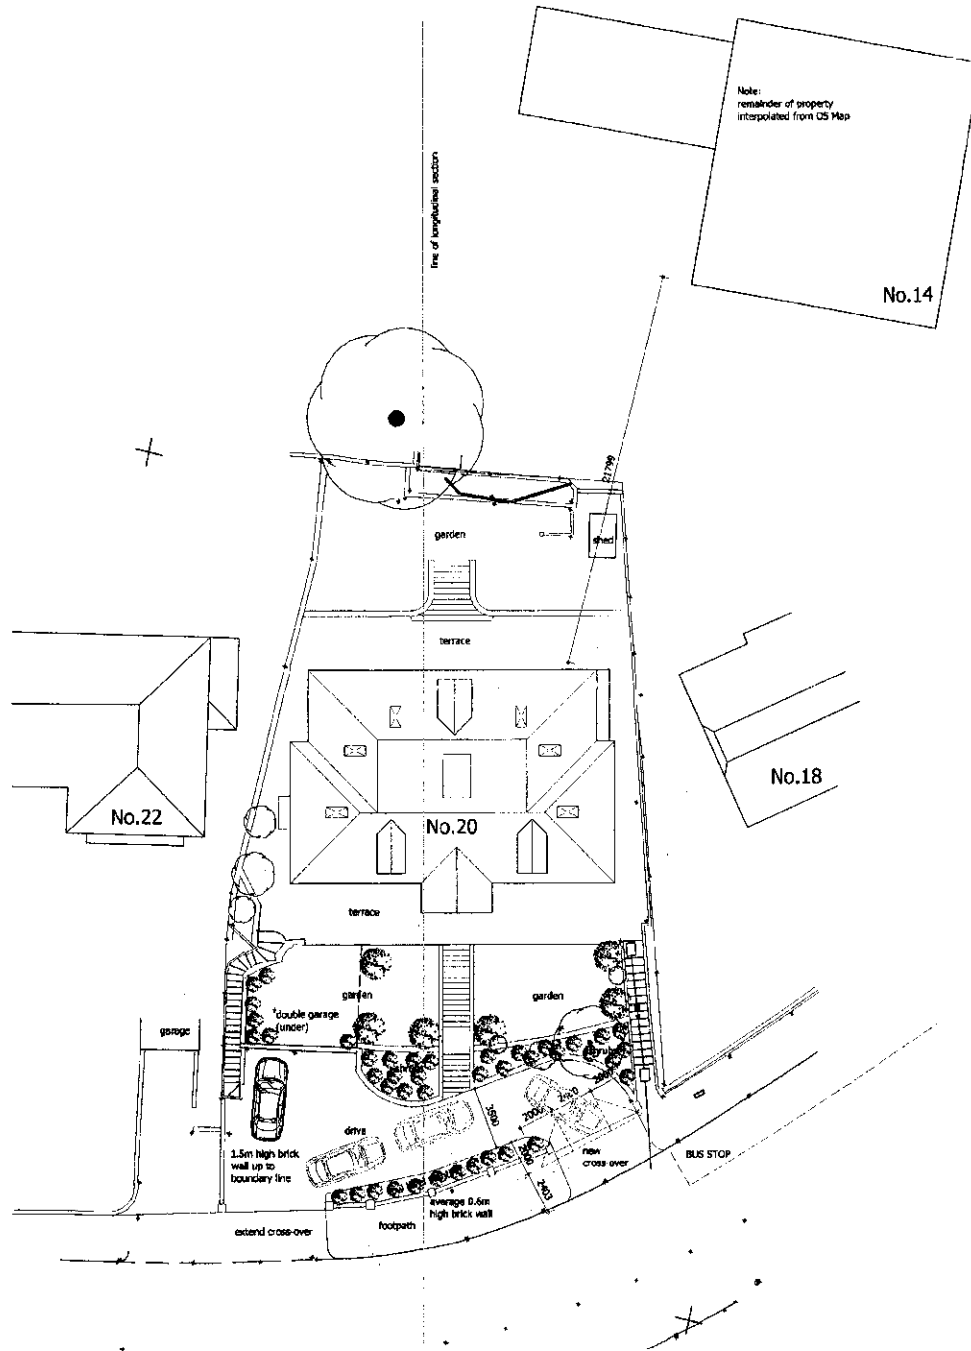 Note:
remainder of property
interpolated from OS Map
line of longitudinal section
No.14
21799
garden
shed
terrace
No.22
No.20
No.18
terrace
garden
garden
*double garage
(under)
garage
drive
3500
2000
1.5m high brick
wall up to
boundary line
new
cross-over
BUS STOP
2403
average 0.6m
high brick wall
footpath
extend cross-over